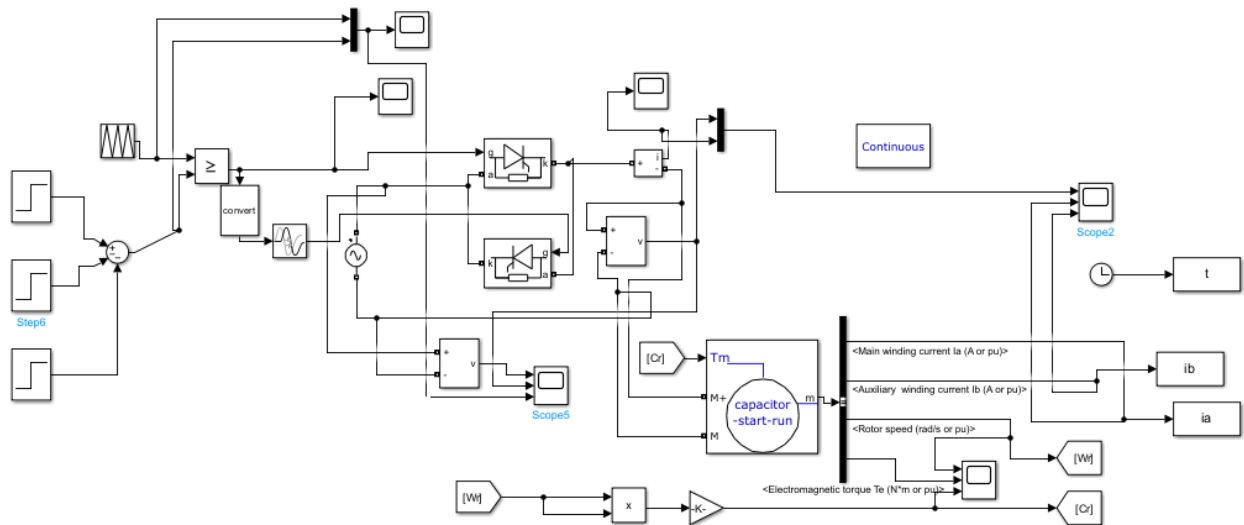 g
k
a
+
-
i
Continuous
≥
convert
+
-
-
+
-
v
Scope2
g
k
a
t
Step6
+
-
v
Scope5
[Cr]
Tm
M+
M
capacitor
-start-run
m
<Main winding current Ia (A or pu)>
ib
<Auxiliary winding current Ib (A or pu)>
ia
<Rotor speed (rad/s or pu)>
[Wr]
<Electromagnetic torque Te (N*m or pu)>
[Wr]
x
-K-
[Cr]